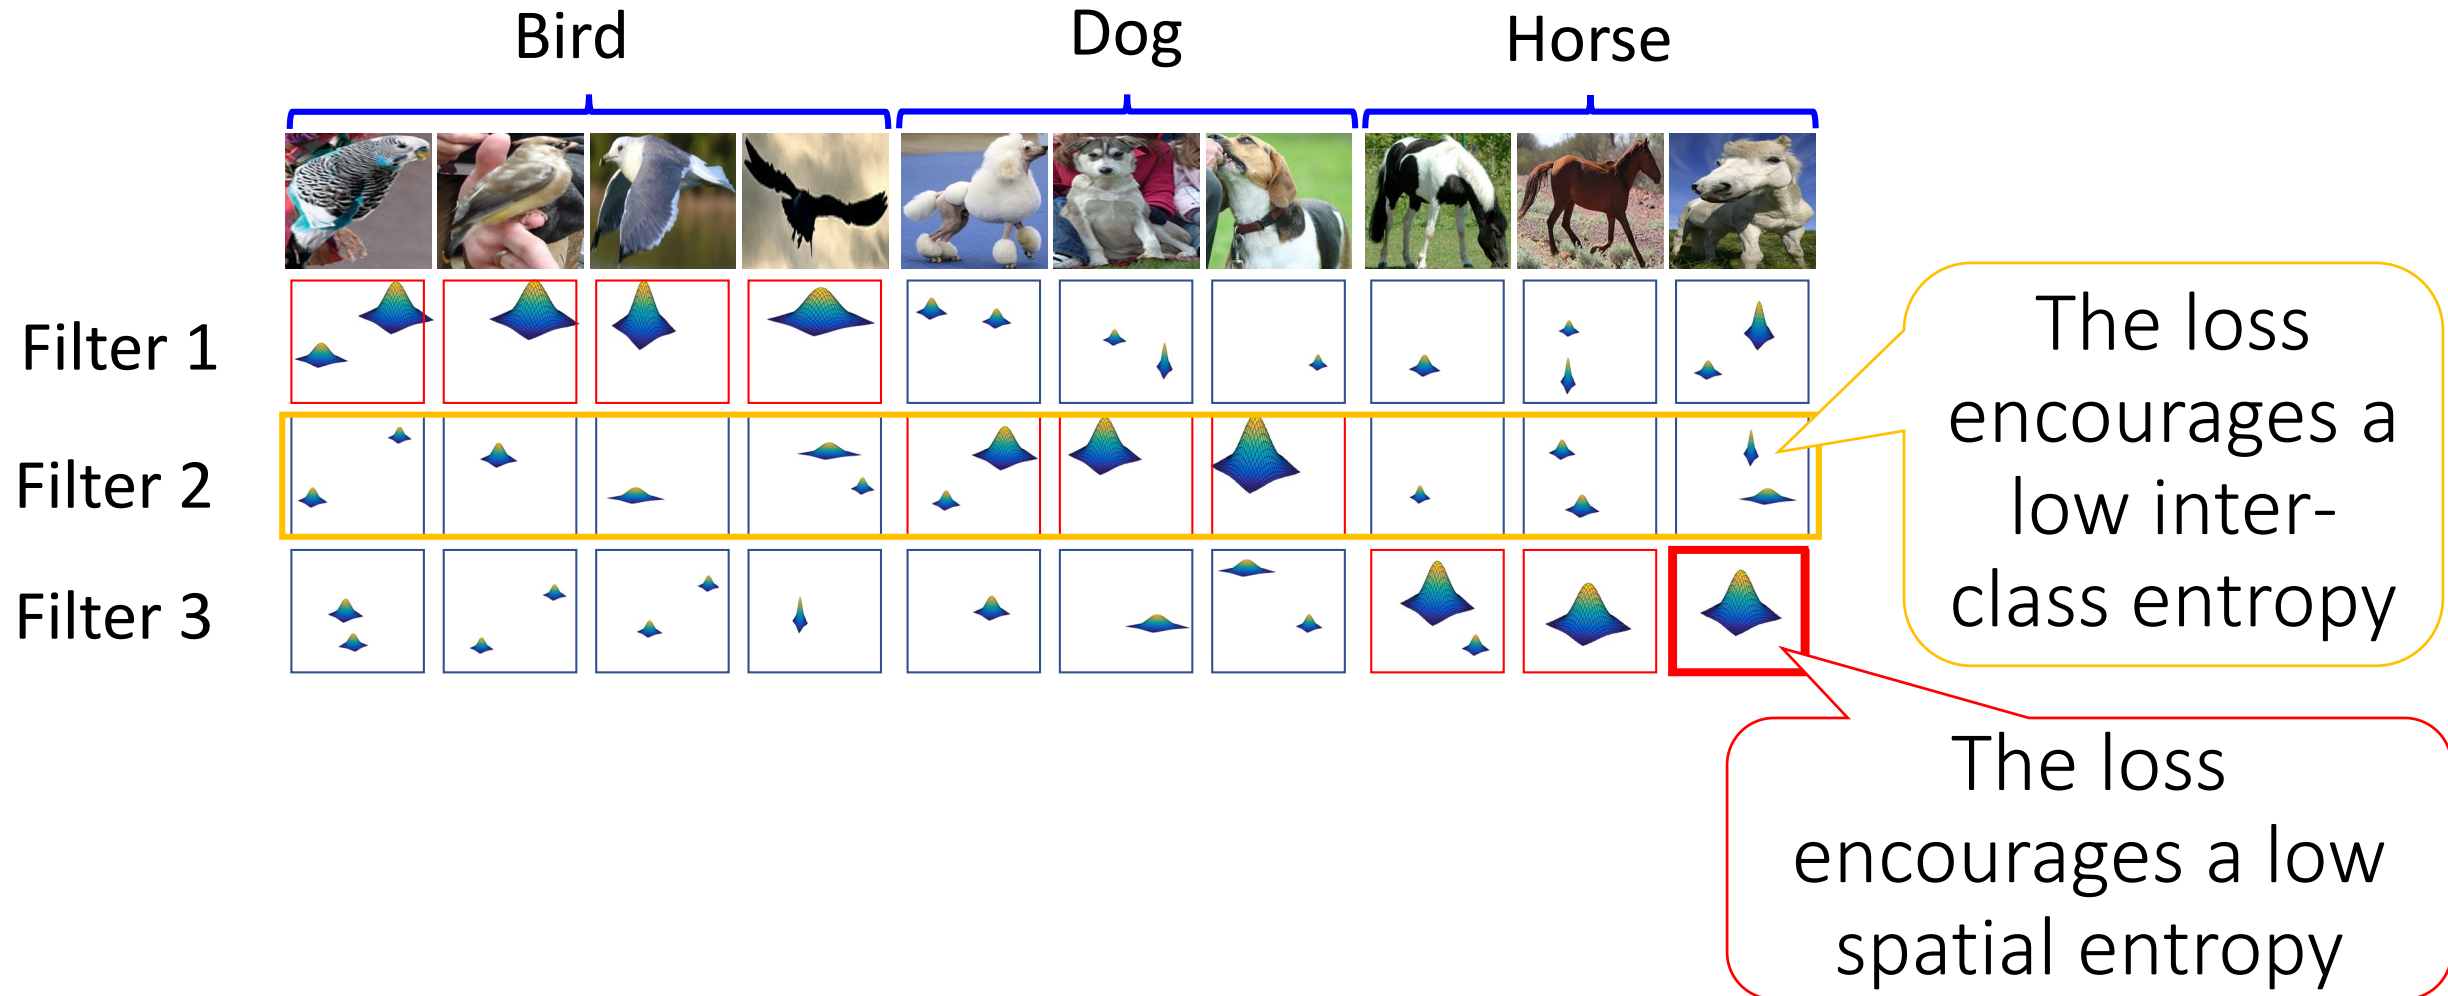 Bird
Dog
Horse
Filter 1
Filter 2
Filter 3
The loss
encourages a
low inter-
class entropy
The loss
encourages a low
spatial entropy